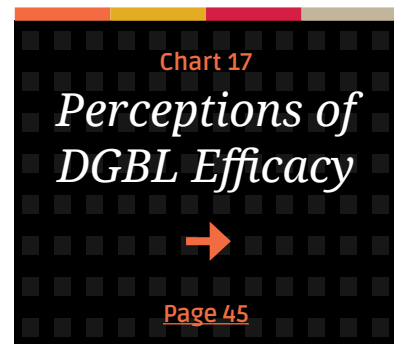 Chart 17
Perceptions of
DGBL Efficacy
Page 45